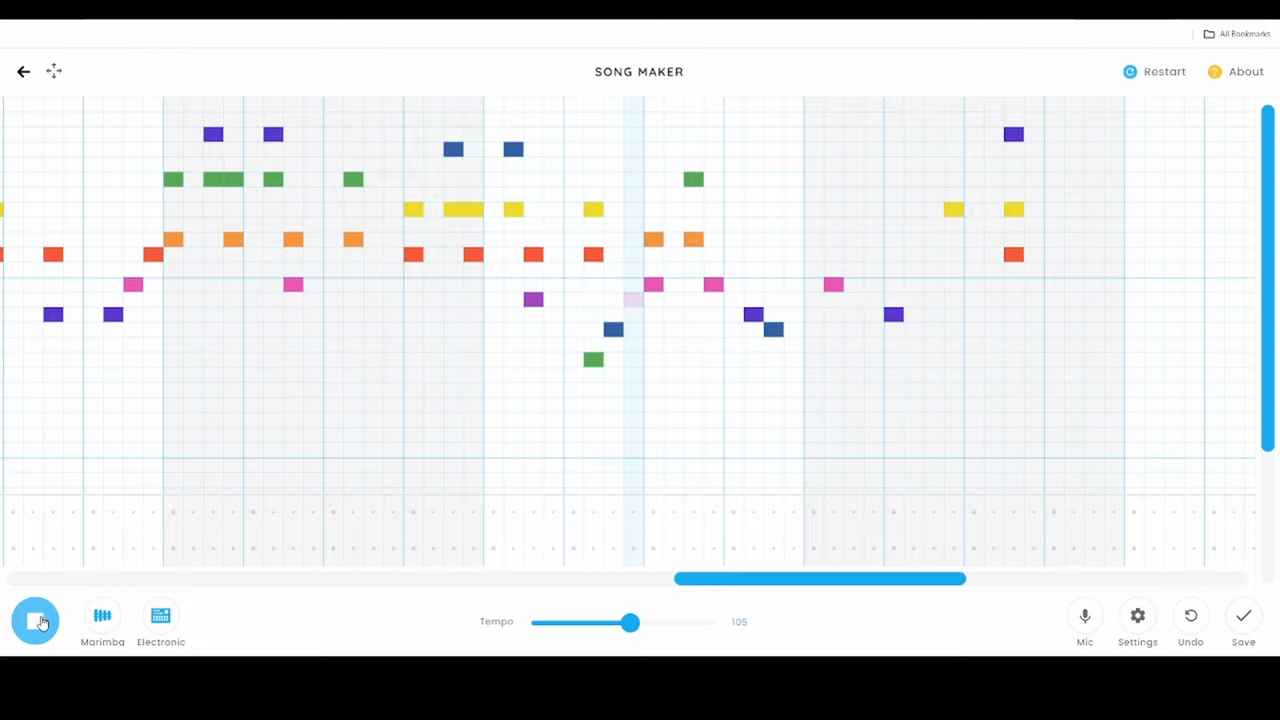 All Bookmarks
SONG MAKER
Restart
? About
Marimba
Electronic
Tempo
105
Mic
Settings
Undo
Save